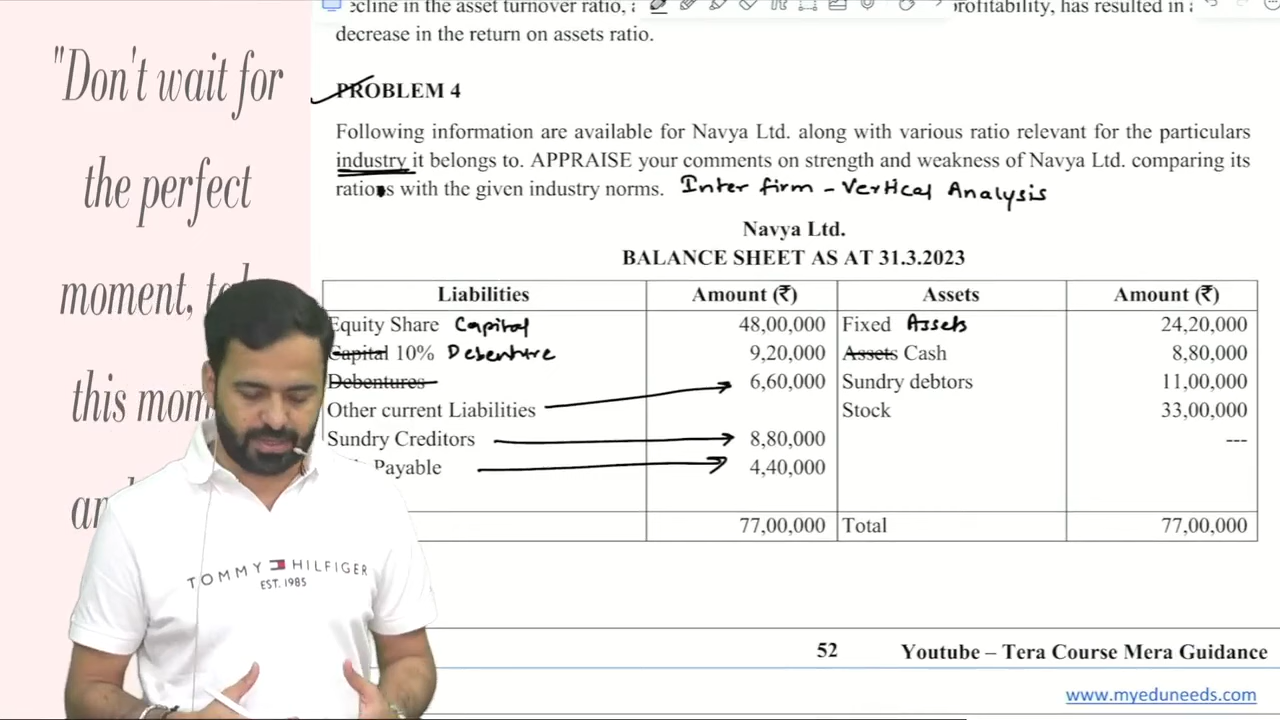 "Don't wait for
the perfect
moment,
this mom
ecline in the asset turnover ratio, rofitability, has resulted in
decrease in the return on assets ratio.
PROBLEM 4
Following information are available for Navya Ltd. along with various ratio relevant for the particulars
industry it belongs to. APPRAISE your comments on strength and weakness of Navya Ltd. comparing its
ratios with the given industry norms. Inter firm - Vertical Analysis
Navya Ltd.
BALANCE SHEET AS AT 31.3.2023
Liabilities Amount (₹) Assets Amount (₹)
Equity Share Capital 48,00,000 Fixed Assets 24,20,000
Capital 10% Debenture 9,20,000 Assets Cash 8,80,000
Debentures 6,60,000 Sundry debtors 11,00,000
Other current Liabilities Stock 33,00,000
Sundry Creditors 8,80,000 ---
Payable 4,40,000
77,00,000 Total 77,00,000
TOMMY HILFIGER
EST. 1985
52 Youtube – Tera Course Mera Guidance
www.myeduneeds.com